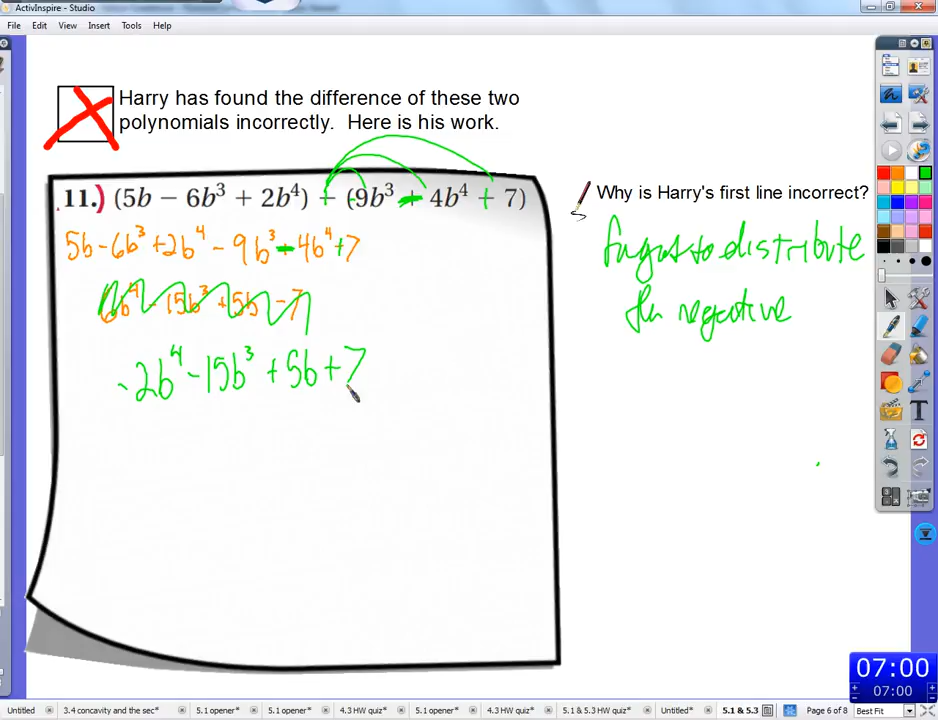 ActivInspire - Studio
File Edit View Insert Tools Help
Harry has found the difference of these two
polynomials incorrectly. Here is his work.
11.) (5b − 6b³ + 2b⁴) − (9b³ + 4b⁴ + 7)
5b - 6b³ + 2b⁴ - 9b³ - 4b⁴ + 7
6b⁴ - 15b³ + 5b - 7
-2b⁴ - 15b³ + 5b + 7
Why is Harry's first line incorrect?
forgot to distribute
the negative
07:00
07:00
Untitled 3.4 concavity and the sec* 5.1 opener* 5.1 opener* 4.3 HW quiz* 5.1 opener* 4.3 HW quiz* 5.1 & 5.3 HW quiz* Untitled* 5.1 & 5.3 Page 6 of 8 Best Fit